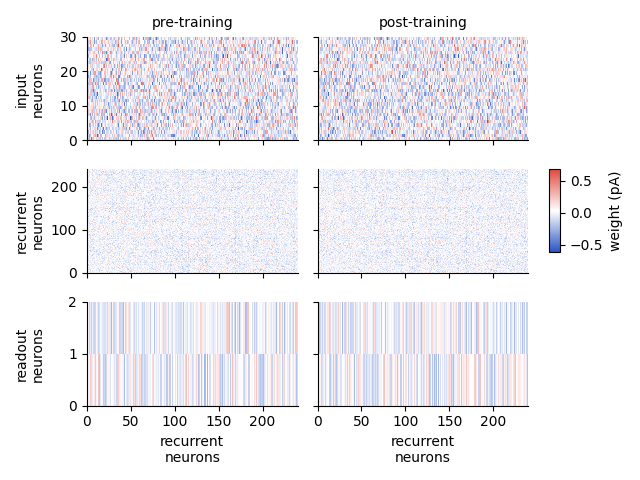 pre-training
post-training
input
neurons
30
20
10
0
recurrent
neurons
200
100
0
0.5
0.0
−0.5
weight (pA)
readout
neurons
2
1
0
0 50 100 150 200
0 50 100 150 200
recurrent
neurons
recurrent
neurons